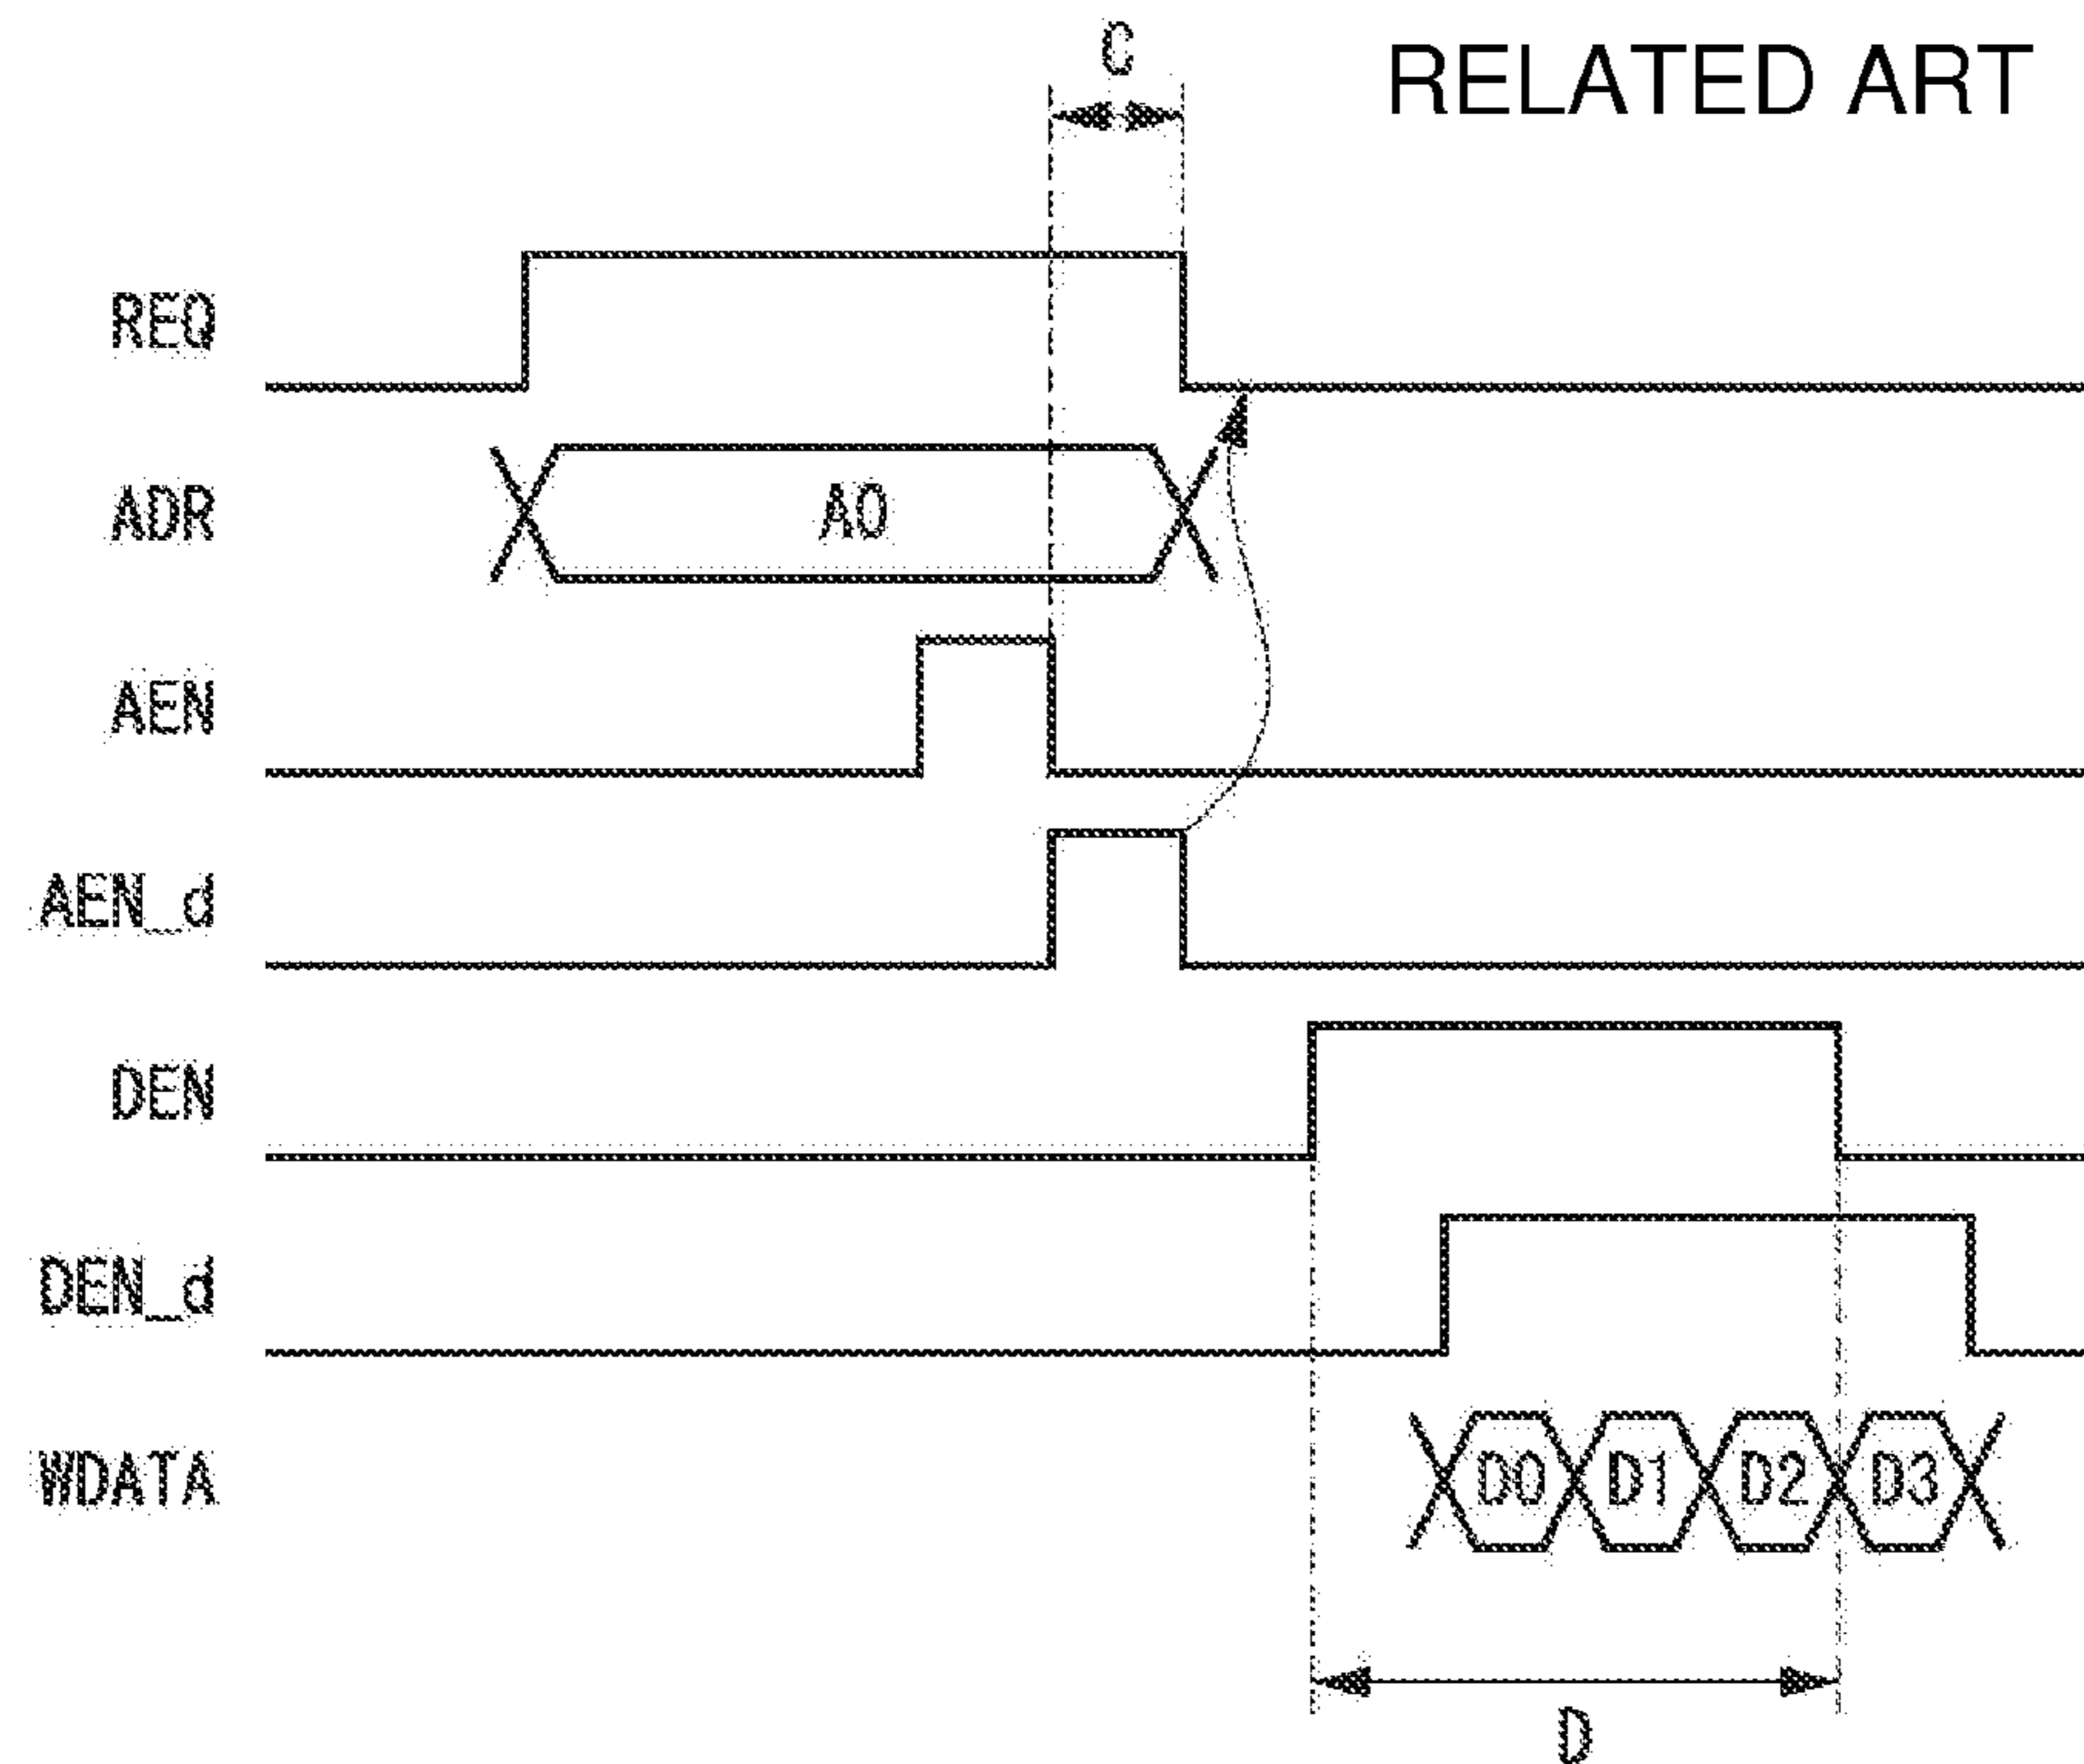 C
RELATED ART
REQ
ADR A0
AEN
AEN_d
DEN
DEN_d
WDATA D0 D1 D2 D3
D